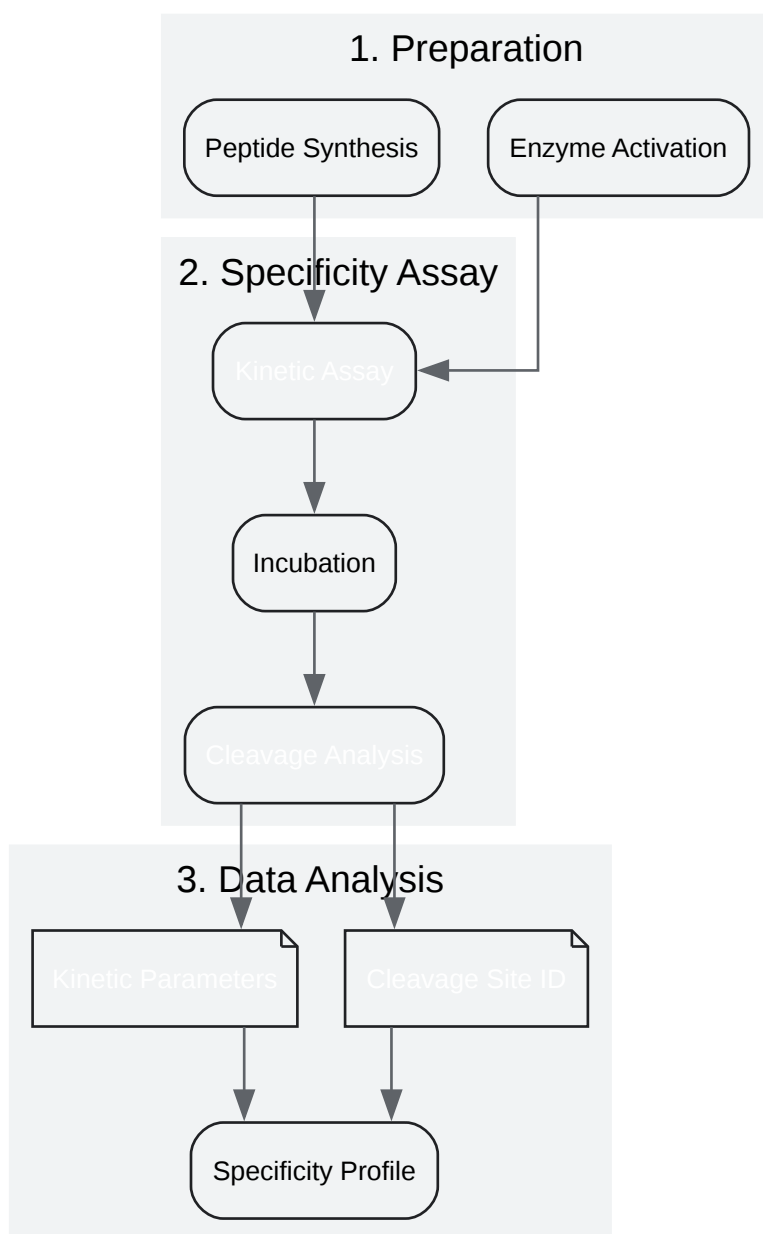 1. Preparation
Peptide Synthesis
Enzyme Activation
2. Specificity Assay
Kinetic Assay
Incubation
Cleavage Analysis
3. Data Analysis
Kinetic Parameters
Cleavage Site ID
Specificity Profile